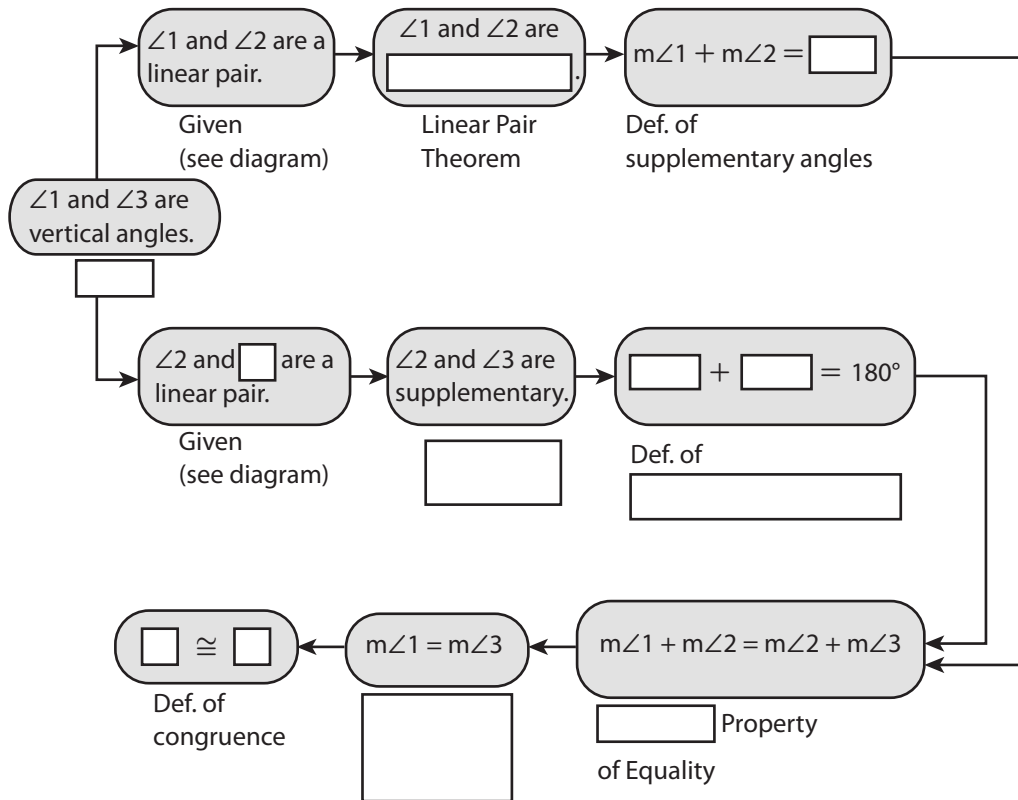 ∠1 and ∠2 are a
linear pair.
Given
(see diagram)
∠1 and ∠2 are
.
Linear Pair
Theorem
m∠1 + m∠2 =
Def. of
supplementary angles
∠1 and ∠3 are
vertical angles.
∠2 and are a
linear pair.
Given
(see diagram)
∠2 and ∠3 are
supplementary.
+ = 180°
Def. of
≅
Def. of
congruence
m∠1 = m∠3
m∠1 + m∠2 = m∠2 + m∠3
Property
of Equality